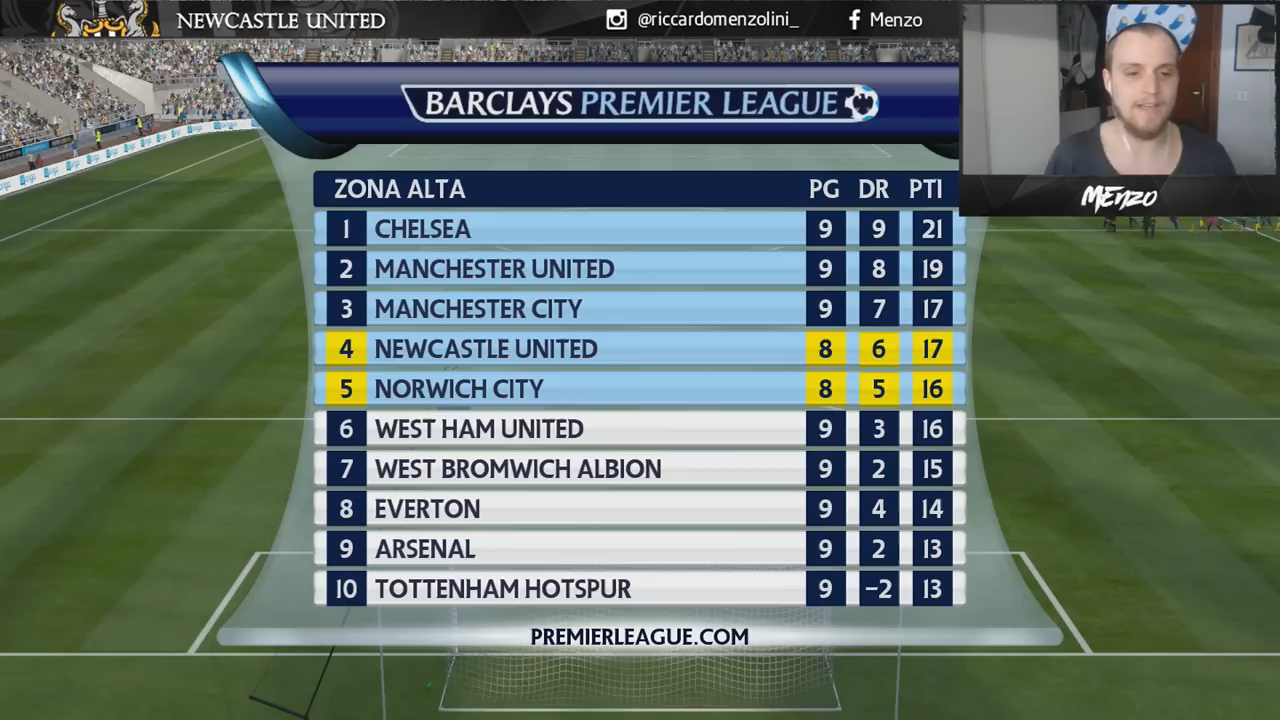 NEWCASTLE UNITED
@riccardomenzolini_
Menzo
MENZO
BARCLAYS PREMIER LEAGUE
ZONA ALTA PG DR PTI
1 CHELSEA 9 9 21
2 MANCHESTER UNITED 9 8 19
3 MANCHESTER CITY 9 7 17
4 NEWCASTLE UNITED 8 6 17
5 NORWICH CITY 8 5 16
6 WEST HAM UNITED 9 3 16
7 WEST BROMWICH ALBION 9 2 15
8 EVERTON 9 4 14
9 ARSENAL 9 2 13
10 TOTTENHAM HOTSPUR 9 -2 13
PREMIERLEAGUE.COM